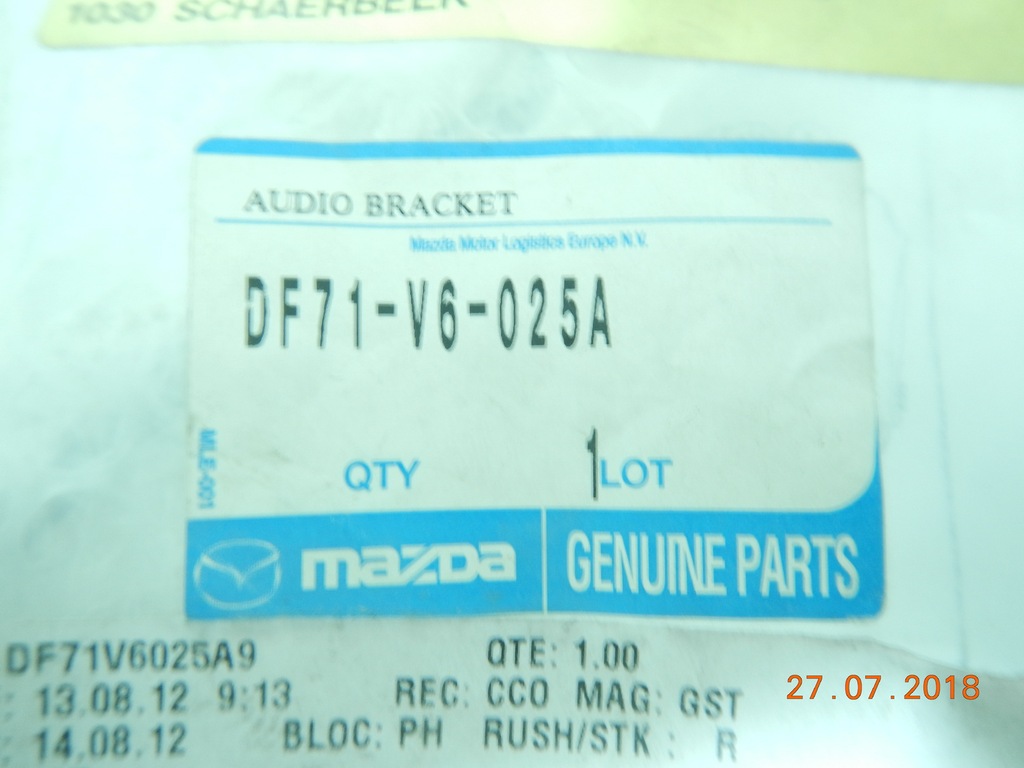 1030 SCHAERBEEK
AUDIO BRACKET
Mazda Motor Logistics Europe N.V.
DF71-V6-025A
MLE-001
QTY 1 LOT
mazda GENUINE PARTS
DF71V6025A9 QTE: 1.00
: 13.08.12 9:13 REC: CCO MAG: GST
: 14.08.12 BLOC: PH RUSH/STK : R
27.07.2018